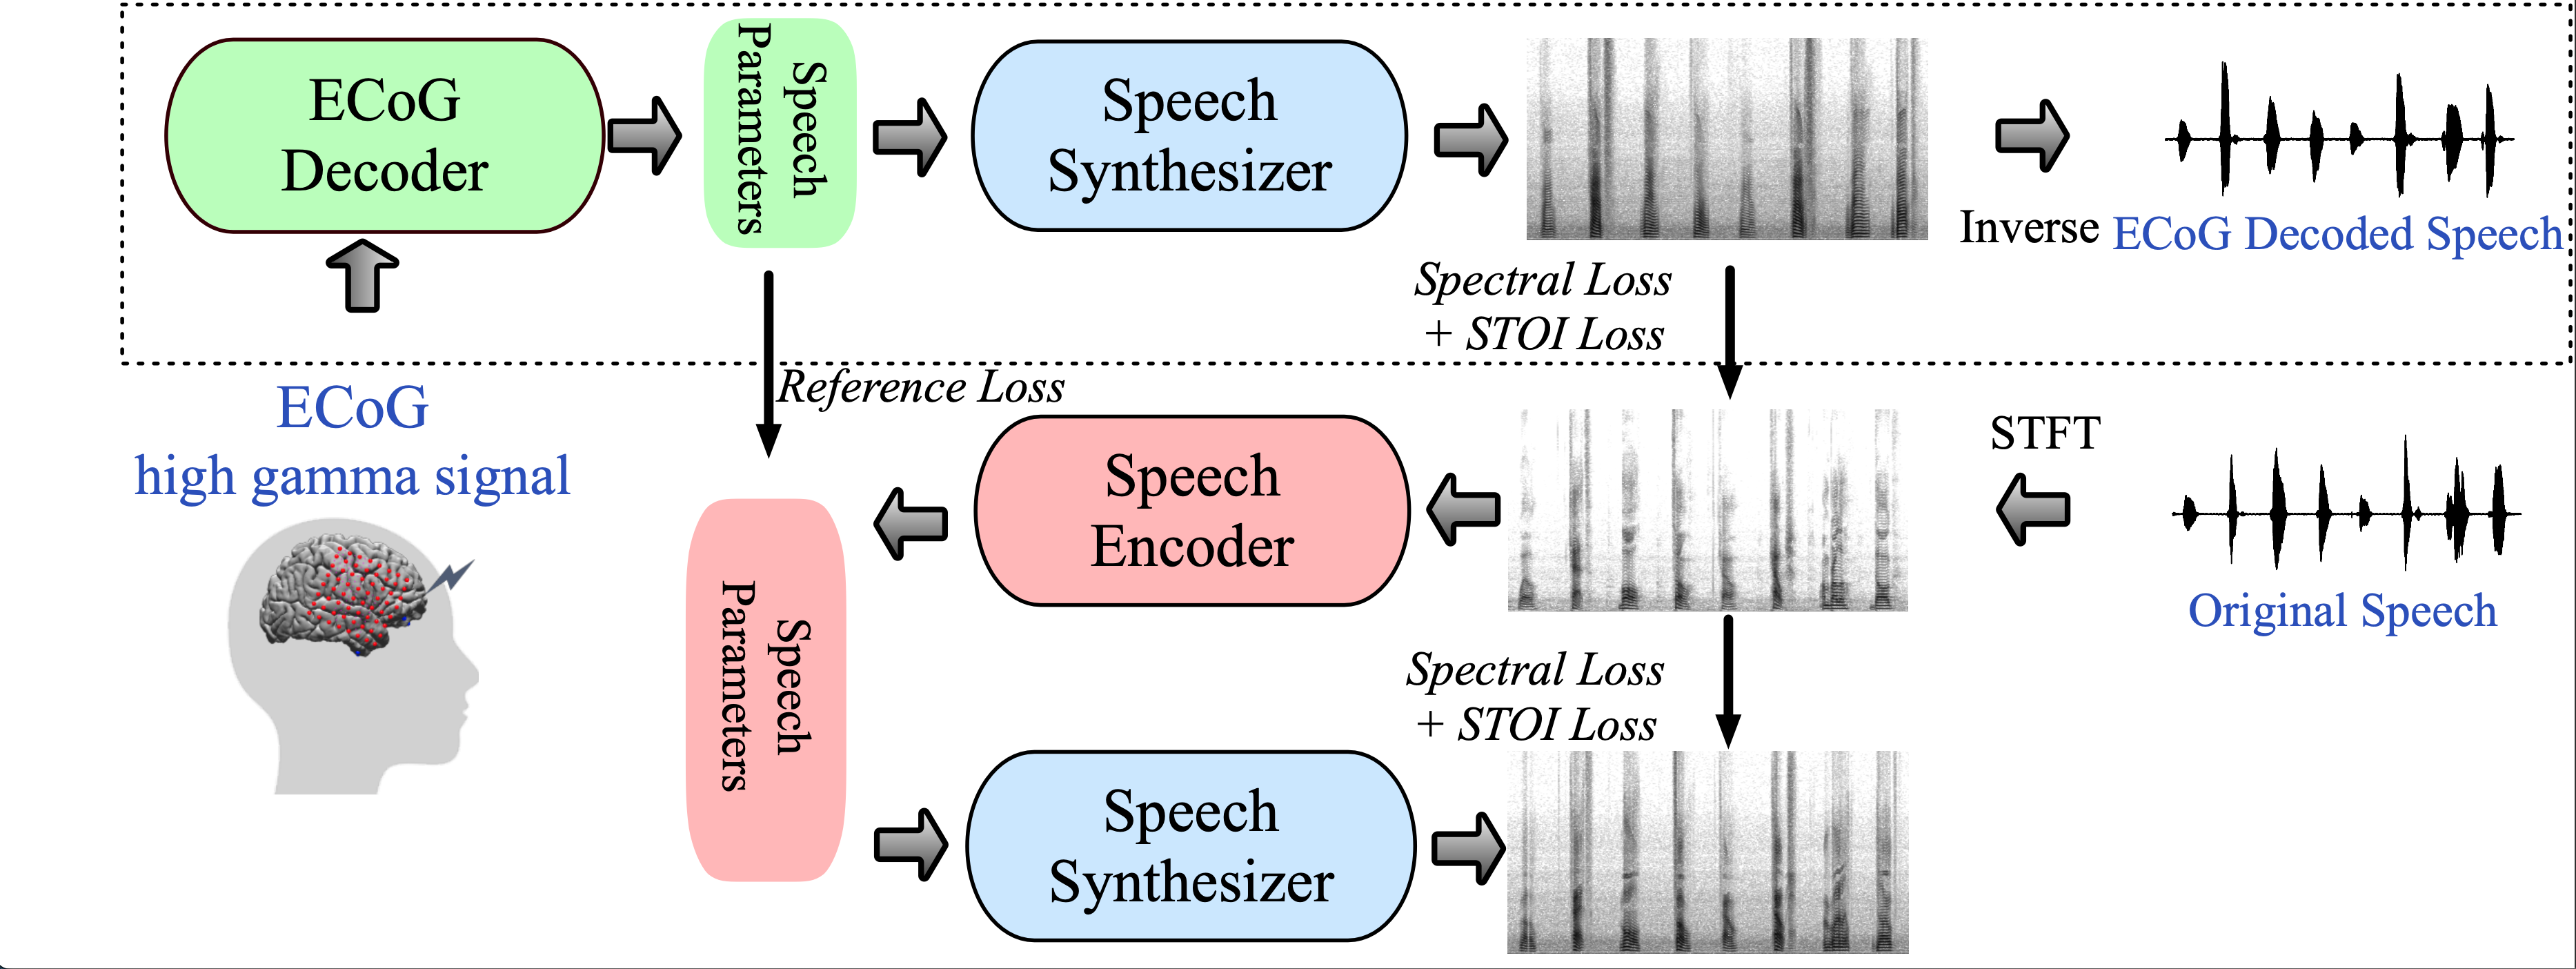 ECoG
Decoder
Speech
Parameters
Speech
Synthesizer
Inverse
ECoG Decoded Speech
Spectral Loss
+ STOI Loss
Reference Loss
ECoG
high gamma signal
Speech
Encoder
STFT
Original Speech
Speech
Parameters
Spectral Loss
+ STOI Loss
Speech
Synthesizer